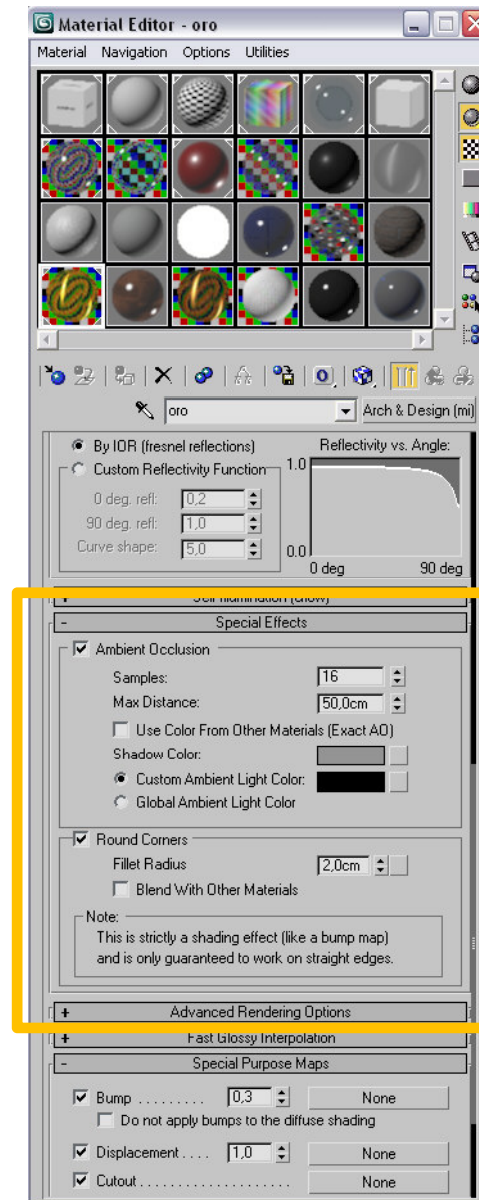 Material Editor - oro
Material Navigation Options Utilities
oro Arch & Design (mi)
By IOR (fresnel reflections)
Custom Reflectivity Function
0 deg. refl: 0,2
90 deg. refl: 1,0
Curve shape: 5,0
Reflectivity vs. Angle:
1.0
0.0
0 deg 90 deg
+ Self Illumination (Glow)
- Special Effects
Ambient Occlusion
Samples: 16
Max Distance: 50,0cm
Use Color From Other Materials (Exact AO)
Shadow Color:
Custom Ambient Light Color:
Global Ambient Light Color
Round Corners
Fillet Radius 2,0cm
Blend With Other Materials
Note:
This is strictly a shading effect (like a bump map)
and is only guaranteed to work on straight edges.
+ Advanced Rendering Options
+ Fast Glossy Interpolation
- Special Purpose Maps
Bump ......... 0,3 None
Do not apply bumps to the diffuse shading
Displacement .... 1,0 None
Cutout .................... None